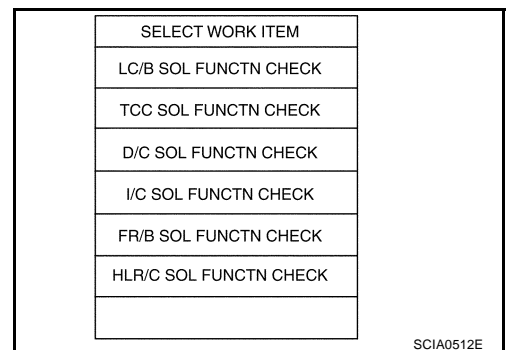 SELECT WORK ITEM
LC/B SOL FUNCTN CHECK
TCC SOL FUNCTN CHECK
D/C SOL FUNCTN CHECK
I/C SOL FUNCTN CHECK
FR/B SOL FUNCTN CHECK
HLR/C SOL FUNCTN CHECK
SCIA0512E